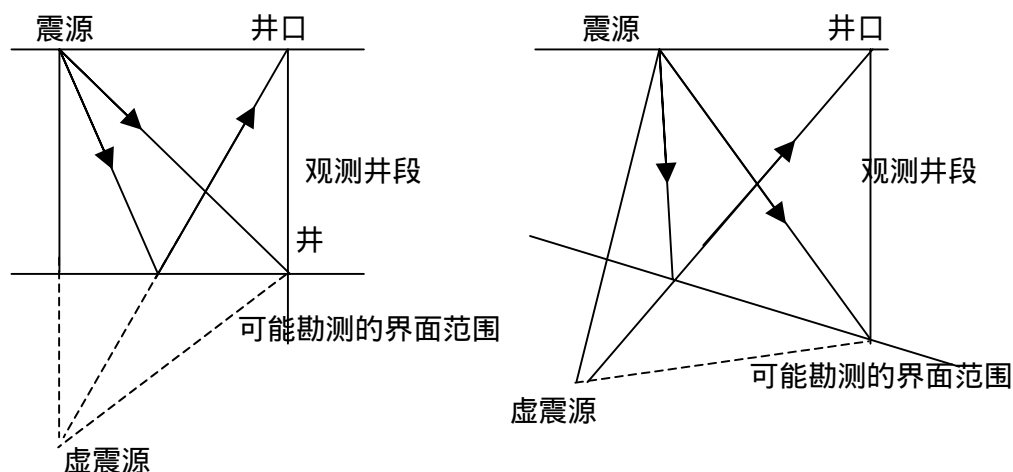 震源
井口
观测井段
井
可能勘测的界面范围
虚震源
震源
井口
观测井段
可能勘测的界面范围
虚震源